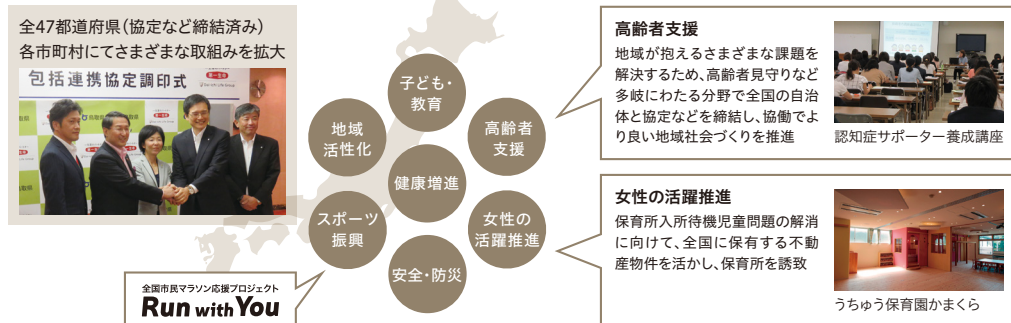 全47都道府県（協定など締結済み）
各市町村にてさまざまな取組みを拡大
包括連携協定調印式
第一生命
Dai-ichi Life Group
鳥取県
子ども・
教育
地域
活性化
高齢者
支援
健康増進
スポーツ
振興
女性の
活躍推進
安全・防災
全国市民マラソン応援プロジェクト
Run with You
高齢者支援
地域が抱えるさまざまな課題を
解決するため、高齢者見守りなど
多岐にわたる分野で全国の自治
体と協定などを締結し、協働でよ
り良い地域社会づくりを推進
認知症サポーター養成講座
女性の活躍推進
保育所入所待機児童問題の解消
に向けて、全国に保有する不動
産物件を活かし、保育所を誘致
うちゅう保育園かまくら